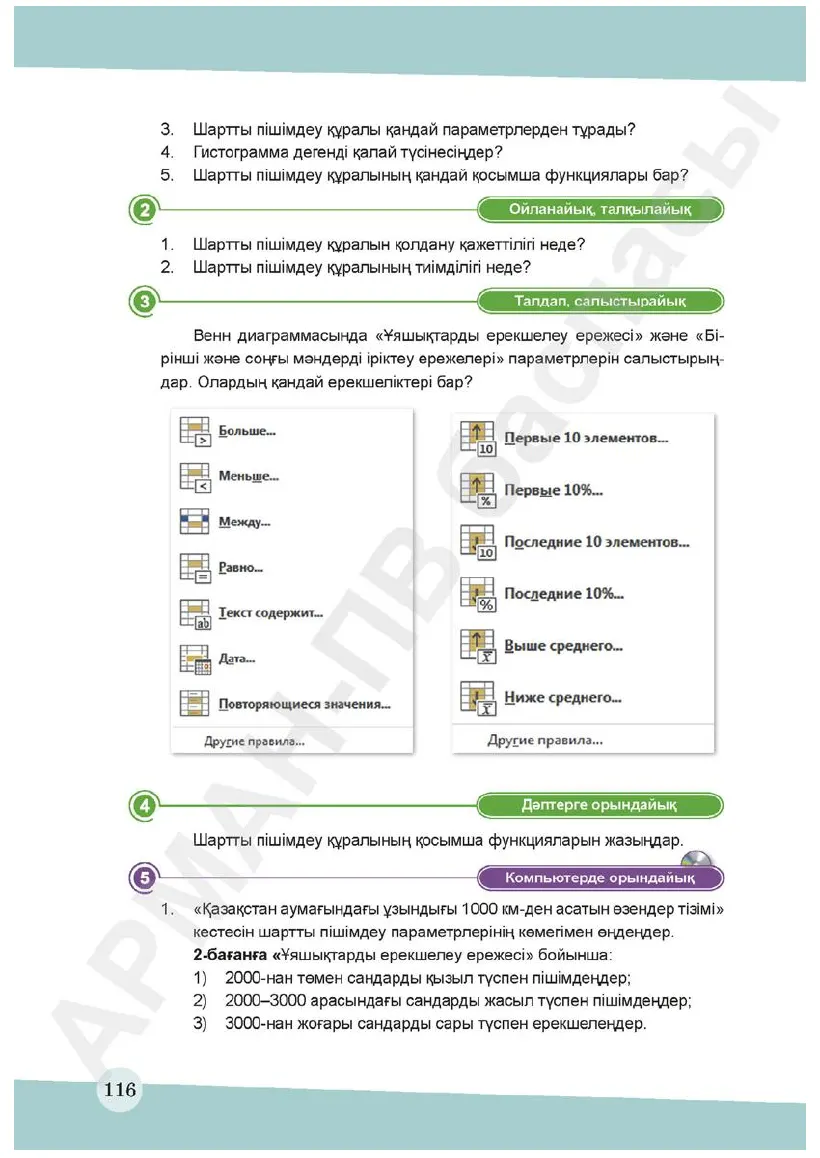 3. Шартты пішімдеу құралы қандай параметрлерден тұрады?
4. Гистограмма дегенді қалай түсінесіңдер?
5. Шартты пішімдеу құралының қандай қосымша функциялары бар?
2 Ойланайық, талқылайық
1. Шартты пішімдеу құралын қолдану қажеттілігі неде?
2. Шартты пішімдеу құралының тиімділігі неде?
3 Талдап, салыстырайық
Венн диаграммасында «Ұяшықтарды ерекшелеу ережесі» және «Бі-
рінші және соңғы мәндерді іріктеу ережелері» параметрлерін салыстырың-
дар. Олардың қандай ерекшеліктері бар?
> Больше...
< Меньше...
Между...
= Равно...
ab Текст содержит...
Дата...
Повторяющиеся значения...
Другие правила...
10 Первые 10 элементов...
% Первые 10%...
10 Последние 10 элементов...
% Последние 10%...
x̅ Выше среднего...
x̅ Ниже среднего...
Другие правила...
4 Дәптерге орындайық
Шартты пішімдеу құралының қосымша функцияларын жазыңдар.
5 Компьютерде орындайық
1. «Қазақстан аумағындағы ұзындығы 1000 км-ден асатын өзендер тізімі»
кестесін шартты пішімдеу параметрлерінің көмегімен өңдеңдер.
2-бағанға «Ұяшықтарды ерекшелеу ережесі» бойынша:
1) 2000-нан төмен сандарды қызыл түспен пішімдеңдер;
2) 2000–3000 арасындағы сандарды жасыл түспен пішімдеңдер;
3) 3000-нан жоғары сандарды сары түспен ерекшелеңдер.
116
АРМАН-ПВ баспасы